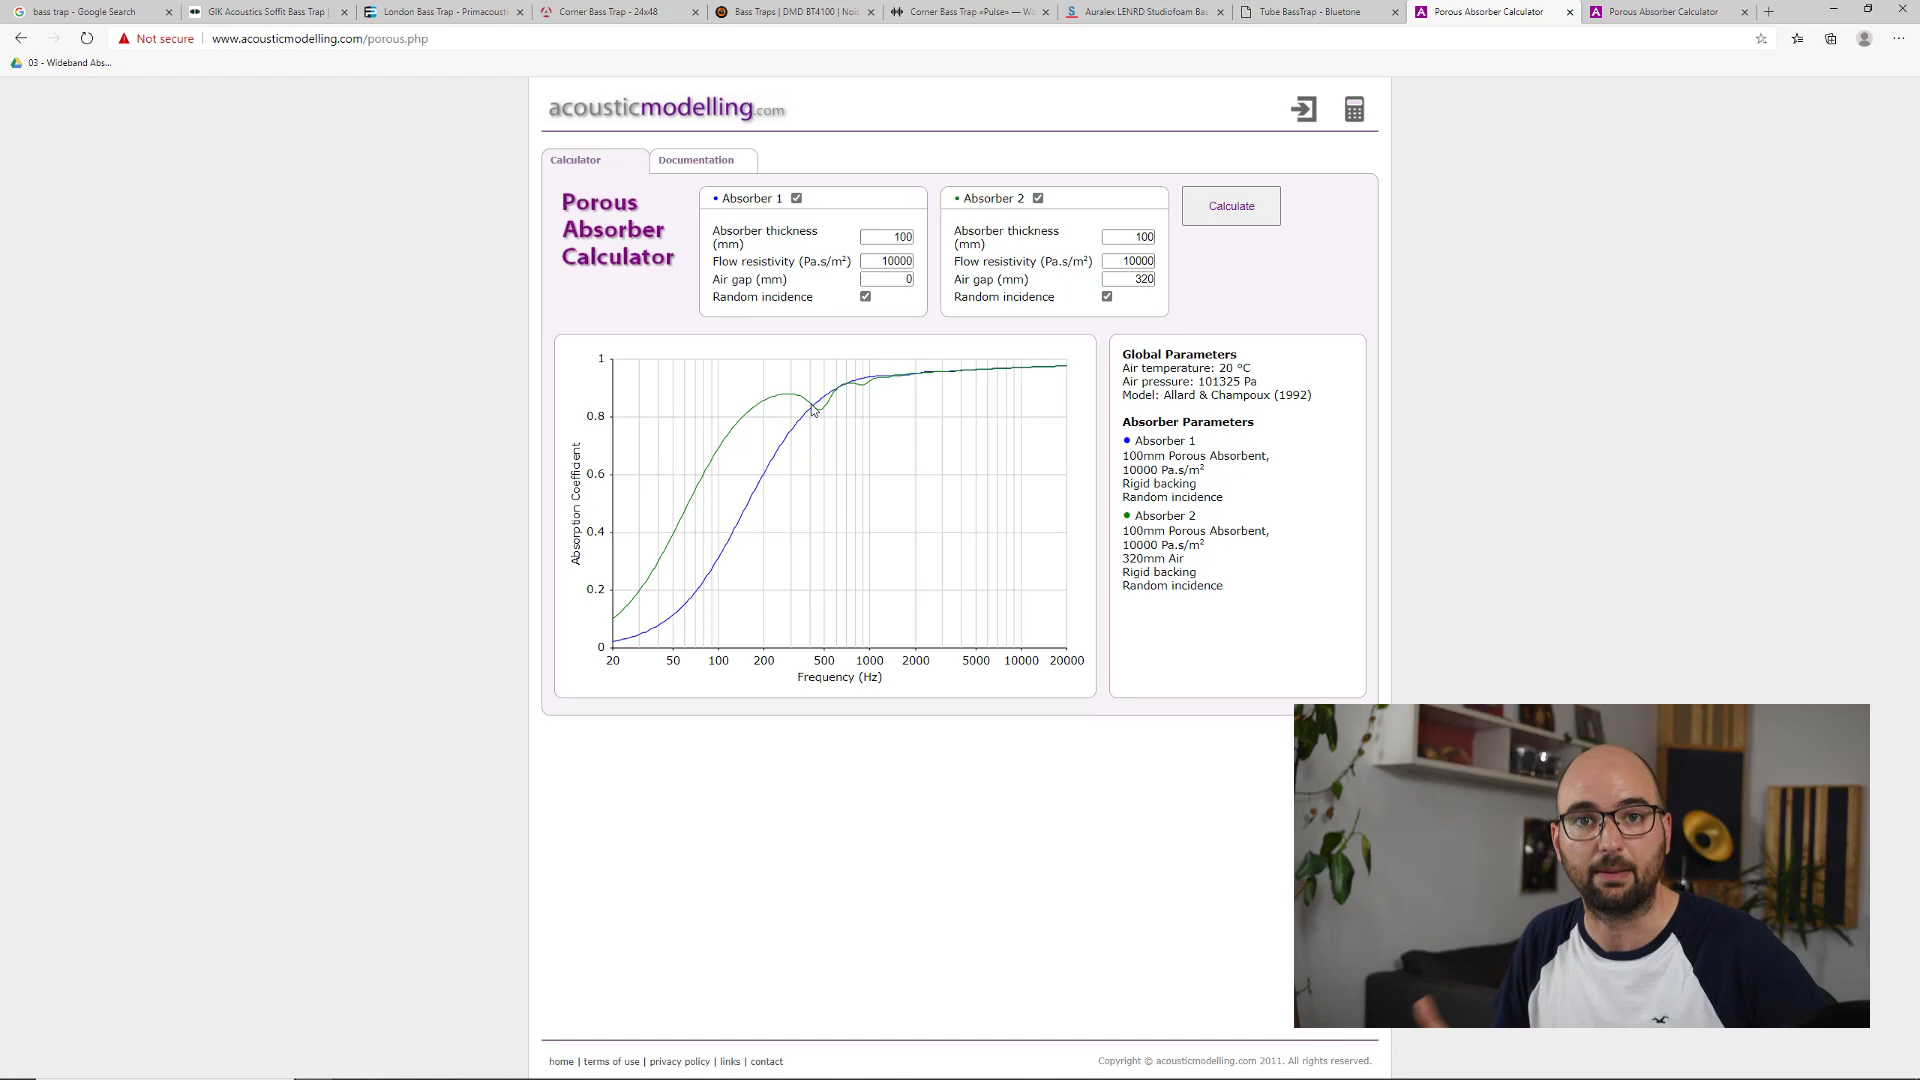 bass trap - Google Search
GIK Acoustics Soffit Bass Trap |
London Bass Trap - Primacoust
Corner Bass Trap - 24x48
Bass Traps | DMD BT4100 | Noi
Corner Bass Trap «Pulse» — Wo
Auralex LENRD Studiofoam Bas
Tube BassTrap - Bluetone
Porous Absorber Calculator
Porous Absorber Calculator
Not secure | www.acousticmodelling.com/porous.php
03 - Wideband Abs...
acousticmodelling.com
Calculator
Documentation
Porous
Absorber
Calculator
Absorber 1
Absorber thickness
(mm)
100
Flow resistivity (Pa.s/m²)
10000
Air gap (mm)
0
Random incidence
Absorber 2
Absorber thickness
(mm)
100
Flow resistivity (Pa.s/m²)
10000
Air gap (mm)
320
Random incidence
Calculate
1
0.8
0.6
0.4
0.2
0
Absorption Coefficient
20 50 100 200 500 1000 2000 5000 10000 20000
Frequency (Hz)
Global Parameters
Air temperature: 20 °C
Air pressure: 101325 Pa
Model: Allard & Champoux (1992)
Absorber Parameters
Absorber 1
100mm Porous Absorbent,
10000 Pa.s/m²
Rigid backing
Random incidence
Absorber 2
100mm Porous Absorbent,
10000 Pa.s/m²
320mm Air
Rigid backing
Random incidence
home | terms of use | privacy policy | links | contact
Copyright © acousticmodelling.com 2011. All rights reserved.